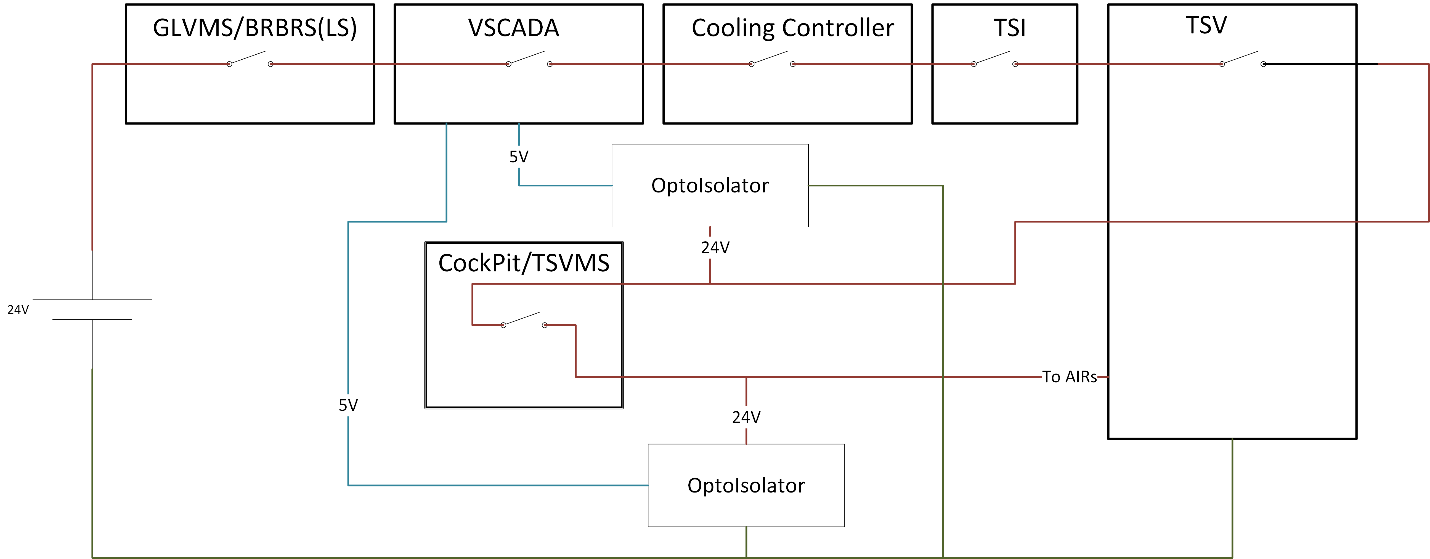 GLVMS/BRBRS(LS)
VSCADA
Cooling Controller
TSI
TSV
5V
OptoIsolator
24V
CockPit/TSVMS
24V
To AIRs
5V
24V
OptoIsolator